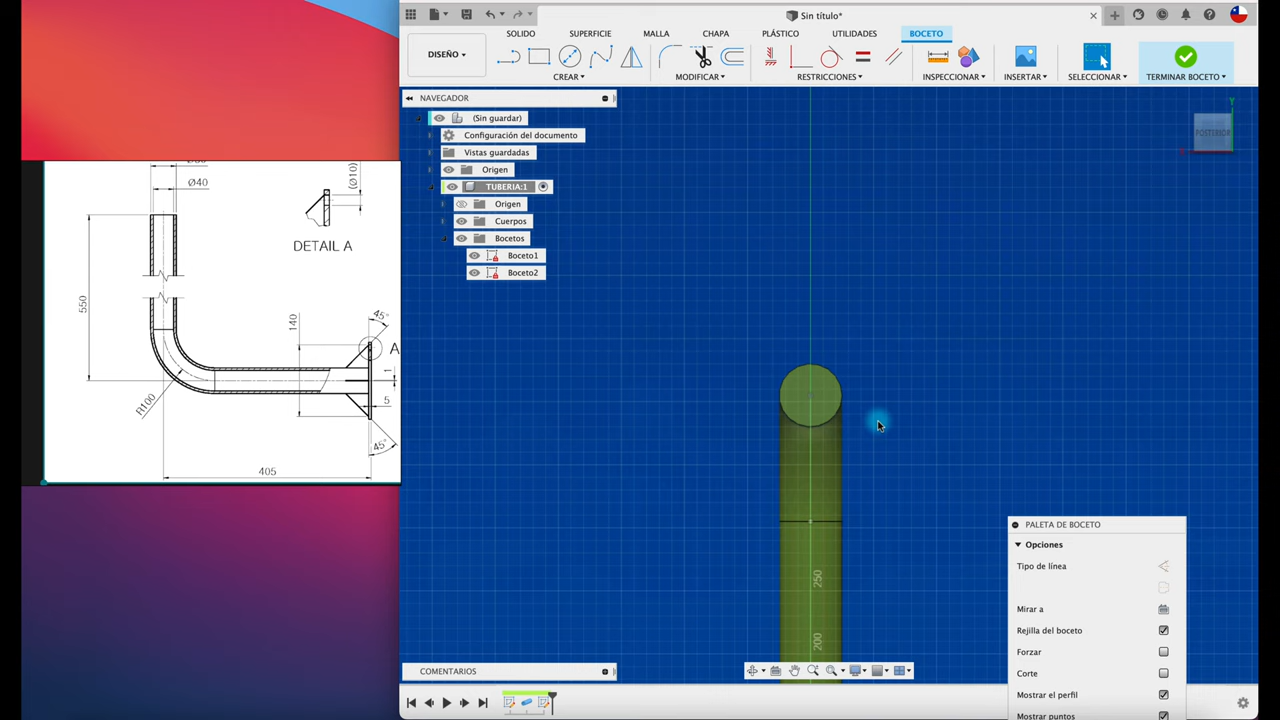 Sin título*
DISEÑO
SOLIDO
SUPERFICIE
MALLA
CHAPA
PLÁSTICO
UTILIDADES
BOCETO
CREAR
MODIFICAR
RESTRICCIONES
INSPECCIONAR
INSERTAR
SELECCIONAR
TERMINAR BOCETO
NAVEGADOR
(Sin guardar)
Configuración del documento
Vistas guardadas
Origen
TUBERIA:1
Origen
Cuerpos
Bocetos
Boceto1
Boceto2
Y
POSTERIOR
Ø40
(Ø10)
DETAIL A
550
140
45°
A
1
5
R100
45°
405
250
200
PALETA DE BOCETO
Opciones
Tipo de línea
Mirar a
Rejilla del boceto
Forzar
Corte
Mostrar el perfil
Mostrar puntos
COMENTARIOS